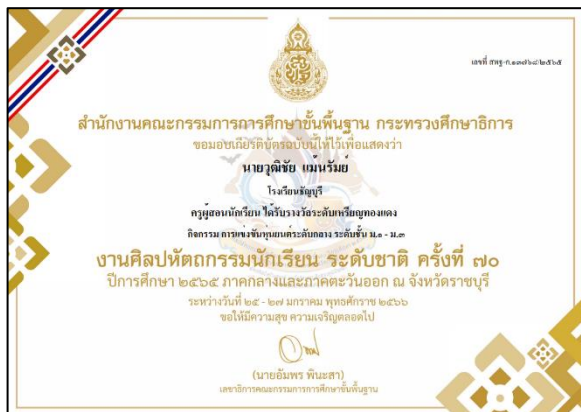 เลขที่ สพฐ-ก.๑๓๗๖๘/๒๕๖๕
สำนักงานคณะกรรมการการศึกษาขั้นพื้นฐาน กระทรวงศึกษาธิการ
ขอมอบเกียรติบัตรฉบับนี้ให้ไว้เพื่อแสดงว่า
นายวุฒิชัย แม้นรัมย์
โรงเรียนธัญบุรี
ครูผู้สอนนักเรียน ได้รับรางวัลระดับเหรียญทองแดง
กิจกรรม การแข่งขันหุ่นยนต์ระดับกลาง ระดับชั้น ม.๑ - ม.๓
งานศิลปหัตถกรรมนักเรียน ระดับชาติ ครั้งที่ ๗๐
ปีการศึกษา ๒๕๖๕ ภาคกลางและภาคตะวันออก ณ จังหวัดราชบุรี
ระหว่างวันที่ ๒๕ - ๒๗ มกราคม พุทธศักราช ๒๕๖๖
ขอให้มีความสุข ความเจริญตลอดไป
(นายอัมพร พินะสา)
เลขาธิการคณะกรรมการการศึกษาขั้นพื้นฐาน